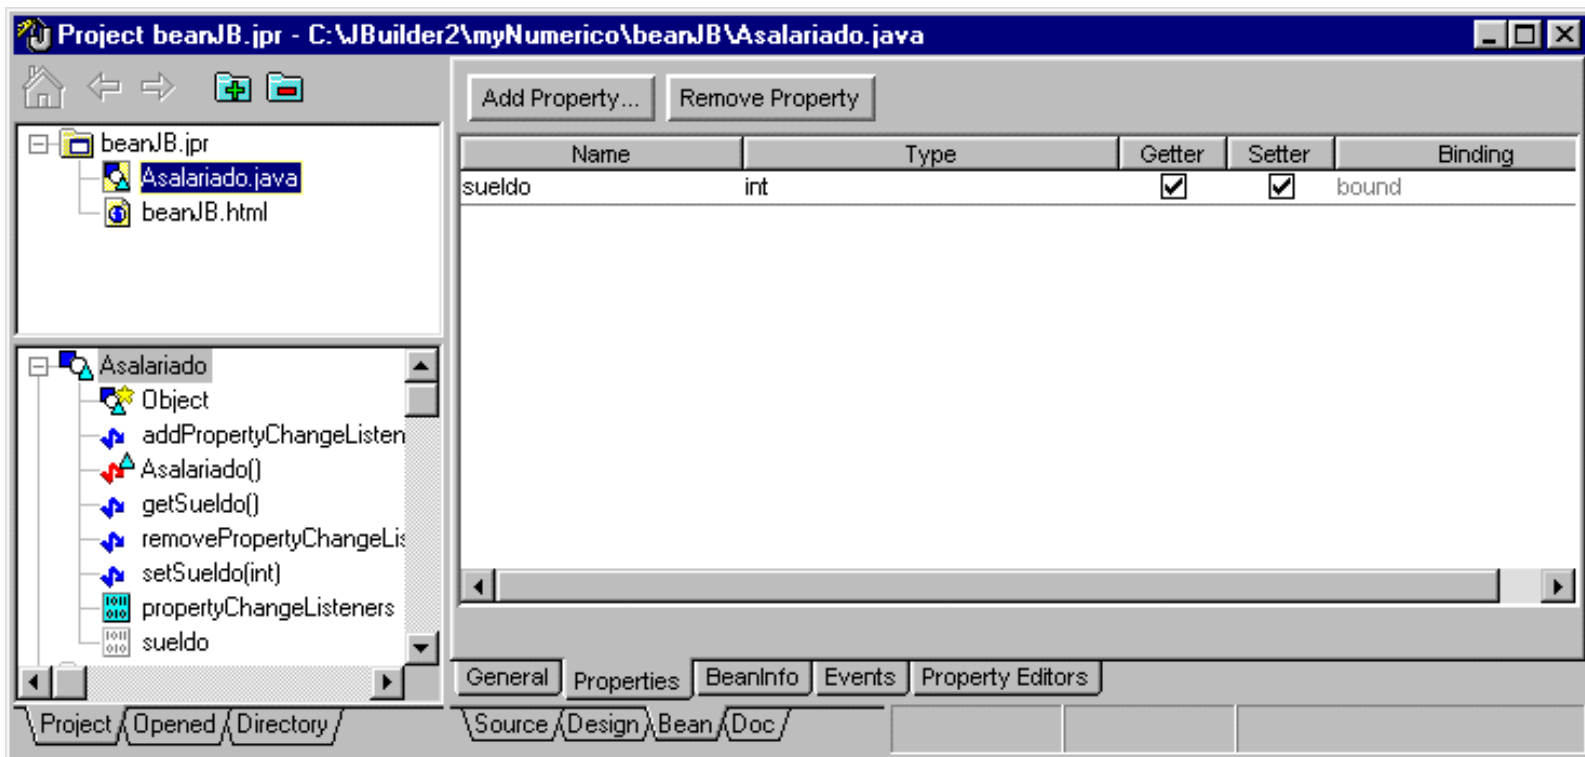 Project beanJB.jpr - C:\JBuilder2\myNumerico\beanJB\Asalariado.java
beanJB.jpr
Asalariado.java
beanJB.html
Asalariado
Object
addPropertyChangeListen
Asalariado()
getSueldo()
removePropertyChangeLis
setSueldo(int)
propertyChangeListeners
sueldo
Project Opened Directory
Add Property... Remove Property
Name Type Getter Setter Binding
sueldo int bound
General Properties BeanInfo Events Property Editors
Source Design Bean Doc